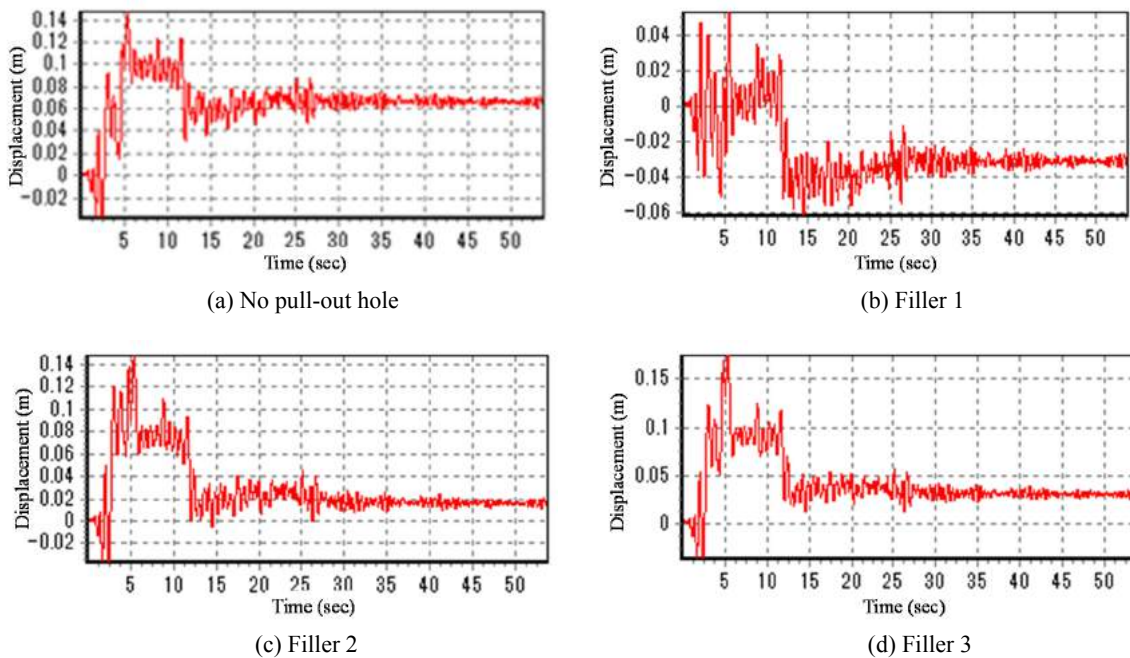 Displacement (m)
0.14
0.12
0.1
0.08
0.06
0.04
0.02
0
−0.02
5 10 15 20 25 30 35 40 45 50
Time (sec)
(a) No pull-out hole
Displacement (m)
0.04
0.02
0
−0.02
−0.04
−0.06
5 10 15 20 25 30 35 40 45 50
Time (sec)
(b) Filler 1
Displacement (m)
0.14
0.12
0.1
0.08
0.06
0.04
0.02
0
−0.02
5 10 15 20 25 30 35 40 45 50
Time (sec)
(c) Filler 2
Displacement (m)
0.15
0.1
0.05
0
5 10 15 20 25 30 35 40 45 50
Time (sec)
(d) Filler 3